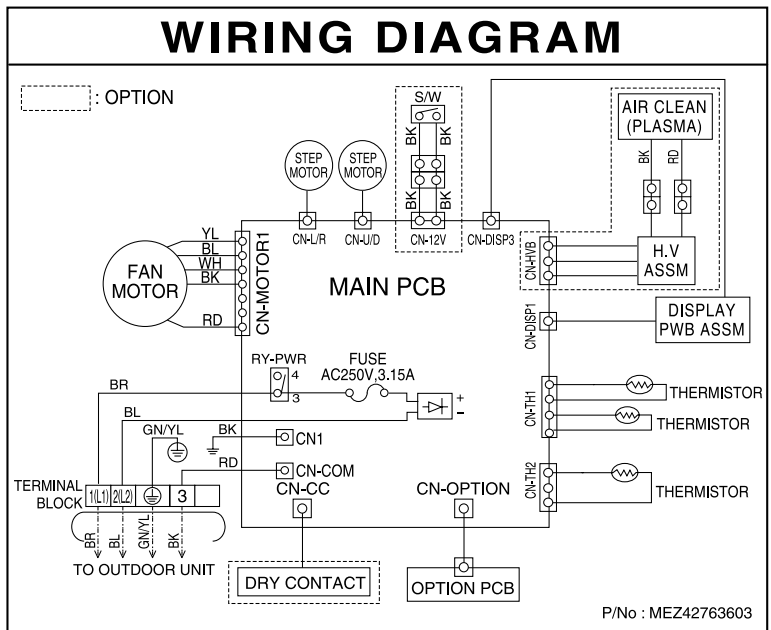 WIRING DIAGRAM
: OPTION
S/W
BK
BK
BK
BK
AIR CLEAN
(PLASMA)
BK
RD
STEP
MOTOR
STEP
MOTOR
CN-L/R
CN-U/D
CN-12V
CN-DISP3
CN-HVB
H.V
ASSM
YL
BL
WH
BK
RD
FAN
MOTOR
CN-MOTOR1
MAIN PCB
CN-DISP1
DISPLAY
PWB ASSM
RY-PWR
4
3
FUSE
AC250V,3.15A
+
−
BR
BL
GN/YL
BK
CN1
RD
CN-COM
CN-TH1
THERMISTOR
THERMISTOR
CN-TH2
THERMISTOR
CN-CC
CN-OPTION
TERMINAL
BLOCK
1(L1)
2(L2)
3
BR
BL
GN/YL
BK
TO OUTDOOR UNIT
DRY CONTACT
OPTION PCB
P/No : MEZ42763603